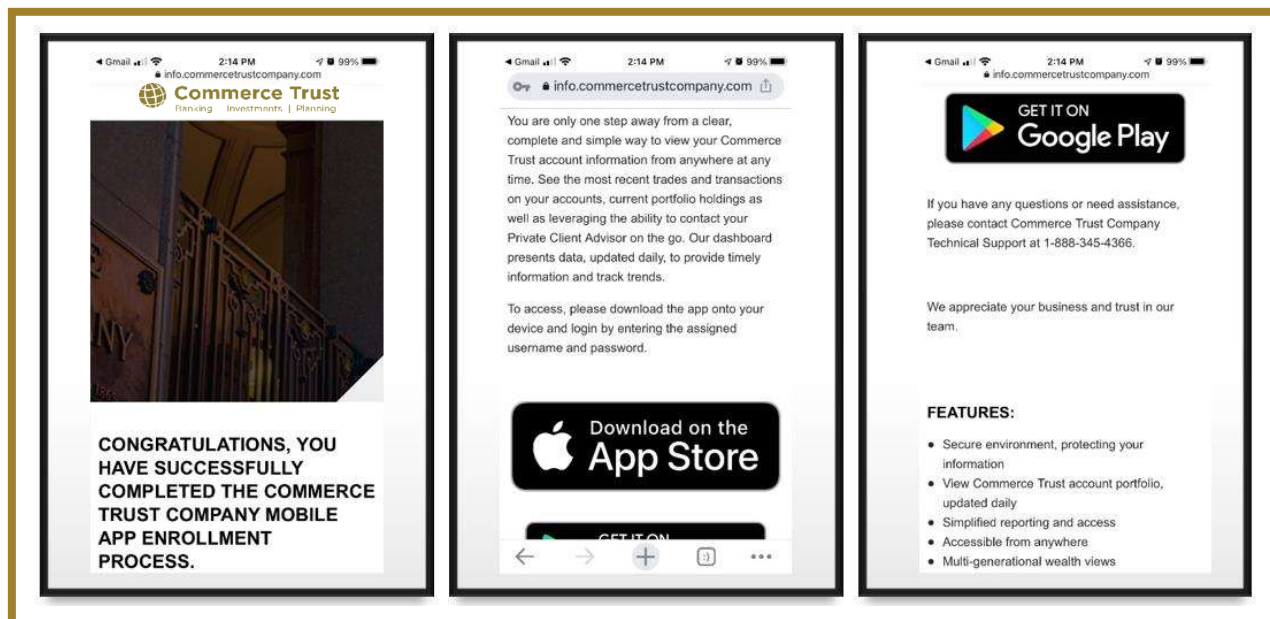 Gmail 2:14 PM 99%
info.commercetrustcompany.com
Commerce Trust
Banking Investments | Planning
NY
CONGRATULATIONS, YOU
HAVE SUCCESSFULLY
COMPLETED THE COMMERCE
TRUST COMPANY MOBILE
APP ENROLLMENT
PROCESS.
Gmail 2:14 PM 99%
info.commercetrustcompany.com
You are only one step away from a clear,
complete and simple way to view your Commerce
Trust account information from anywhere at any
time. See the most recent trades and transactions
on your accounts, current portfolio holdings as
well as leveraging the ability to contact your
Private Client Advisor on the go. Our dashboard
presents data, updated daily, to provide timely
information and track trends.
To access, please download the app onto your
device and login by entering the assigned
username and password.
Download on the
App Store
GET IT ON
:)
Gmail 2:14 PM 99%
info.commercetrustcompany.com
GET IT ON
Google Play
If you have any questions or need assistance,
please contact Commerce Trust Company
Technical Support at 1-888-345-4366.
We appreciate your business and trust in our
team.
FEATURES:
● Secure environment, protecting your
information
● View Commerce Trust account portfolio,
updated daily
● Simplified reporting and access
● Accessible from anywhere
● Multi-generational wealth views